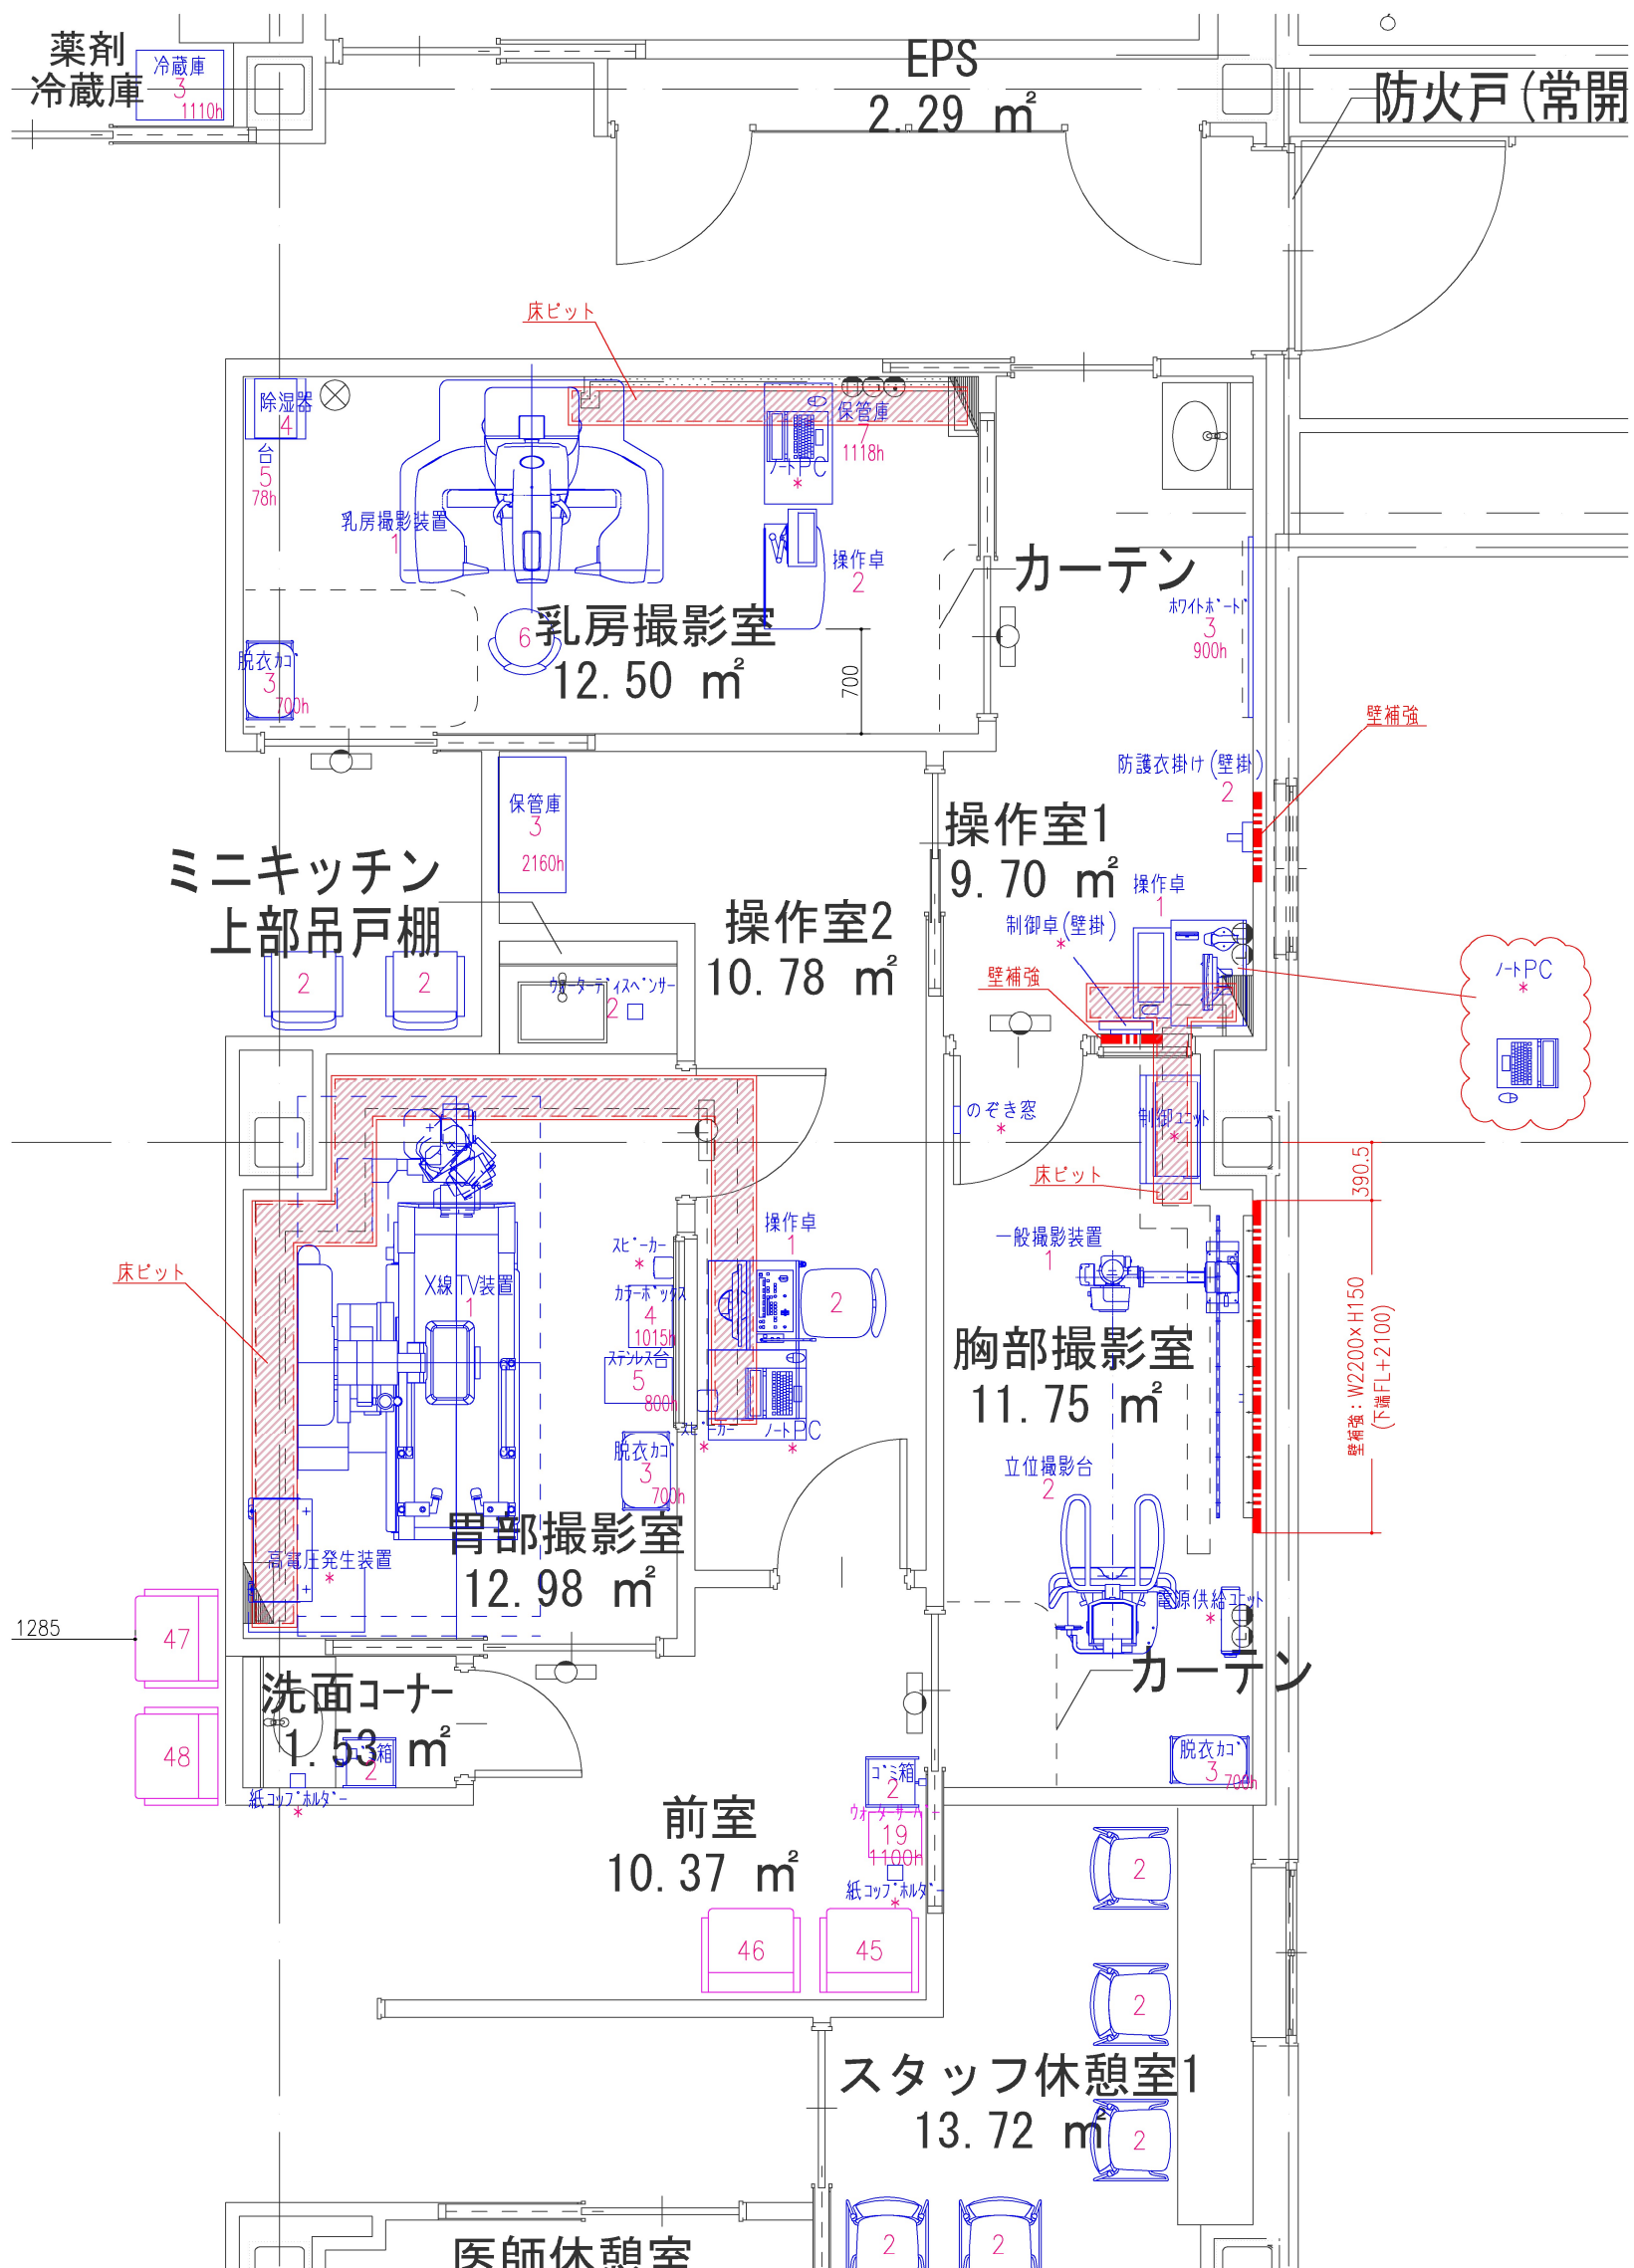 薬剤
冷蔵庫
冷蔵庫
3
1110h
EPS
2.29 ㎡
防火戸(常開
床ピット
除湿器
4
台
5
78h
乳房撮影装置
1
ノートPC
*
保管庫
7
1118h
操作卓
2
カーテン
ホワイトボード
3
900h
6
乳房撮影室
12.50 ㎡
700
脱衣カゴ
3
700h
壁補強
防護衣掛け(壁掛)
2
保管庫
3
2160h
操作室1
9.70 ㎡
ミニキッチン
上部吊戸棚
操作室2
10.78 ㎡
操作卓
1
制御卓(壁掛)
*
壁補強
ノートPC
*
2
2
ウォーターディスペンサー
2
のぞき窓
*
制御ユニット
*
床ピット
390.5
操作卓
1
スピーカー
*
一般撮影装置
1
床ピット
X線TV装置
1
カラーボックス
4
1015h
2
壁補強：W2200×H150
(下端FL+2100)
ステンレス台
5
800h
胸部撮影室
11.75 ㎡
スピーカー
*
ノートPC
*
脱衣カゴ
3
700h
立位撮影台
2
胃部撮影室
12.98 ㎡
高電圧発生装置
*
電源供給ユニット
*
1285
47
カーテン
洗面コーナー
1.53 ㎡
48
ゴミ箱
2
紙コップホルダー
*
脱衣カゴ
3
700h
ゴミ箱
2
ウォーターサーバー
19
1100h
前室
10.37 ㎡
紙コップホルダー
*
2
46
45
2
スタッフ休憩室1
13.72 ㎡
2
2
2
医師休憩室